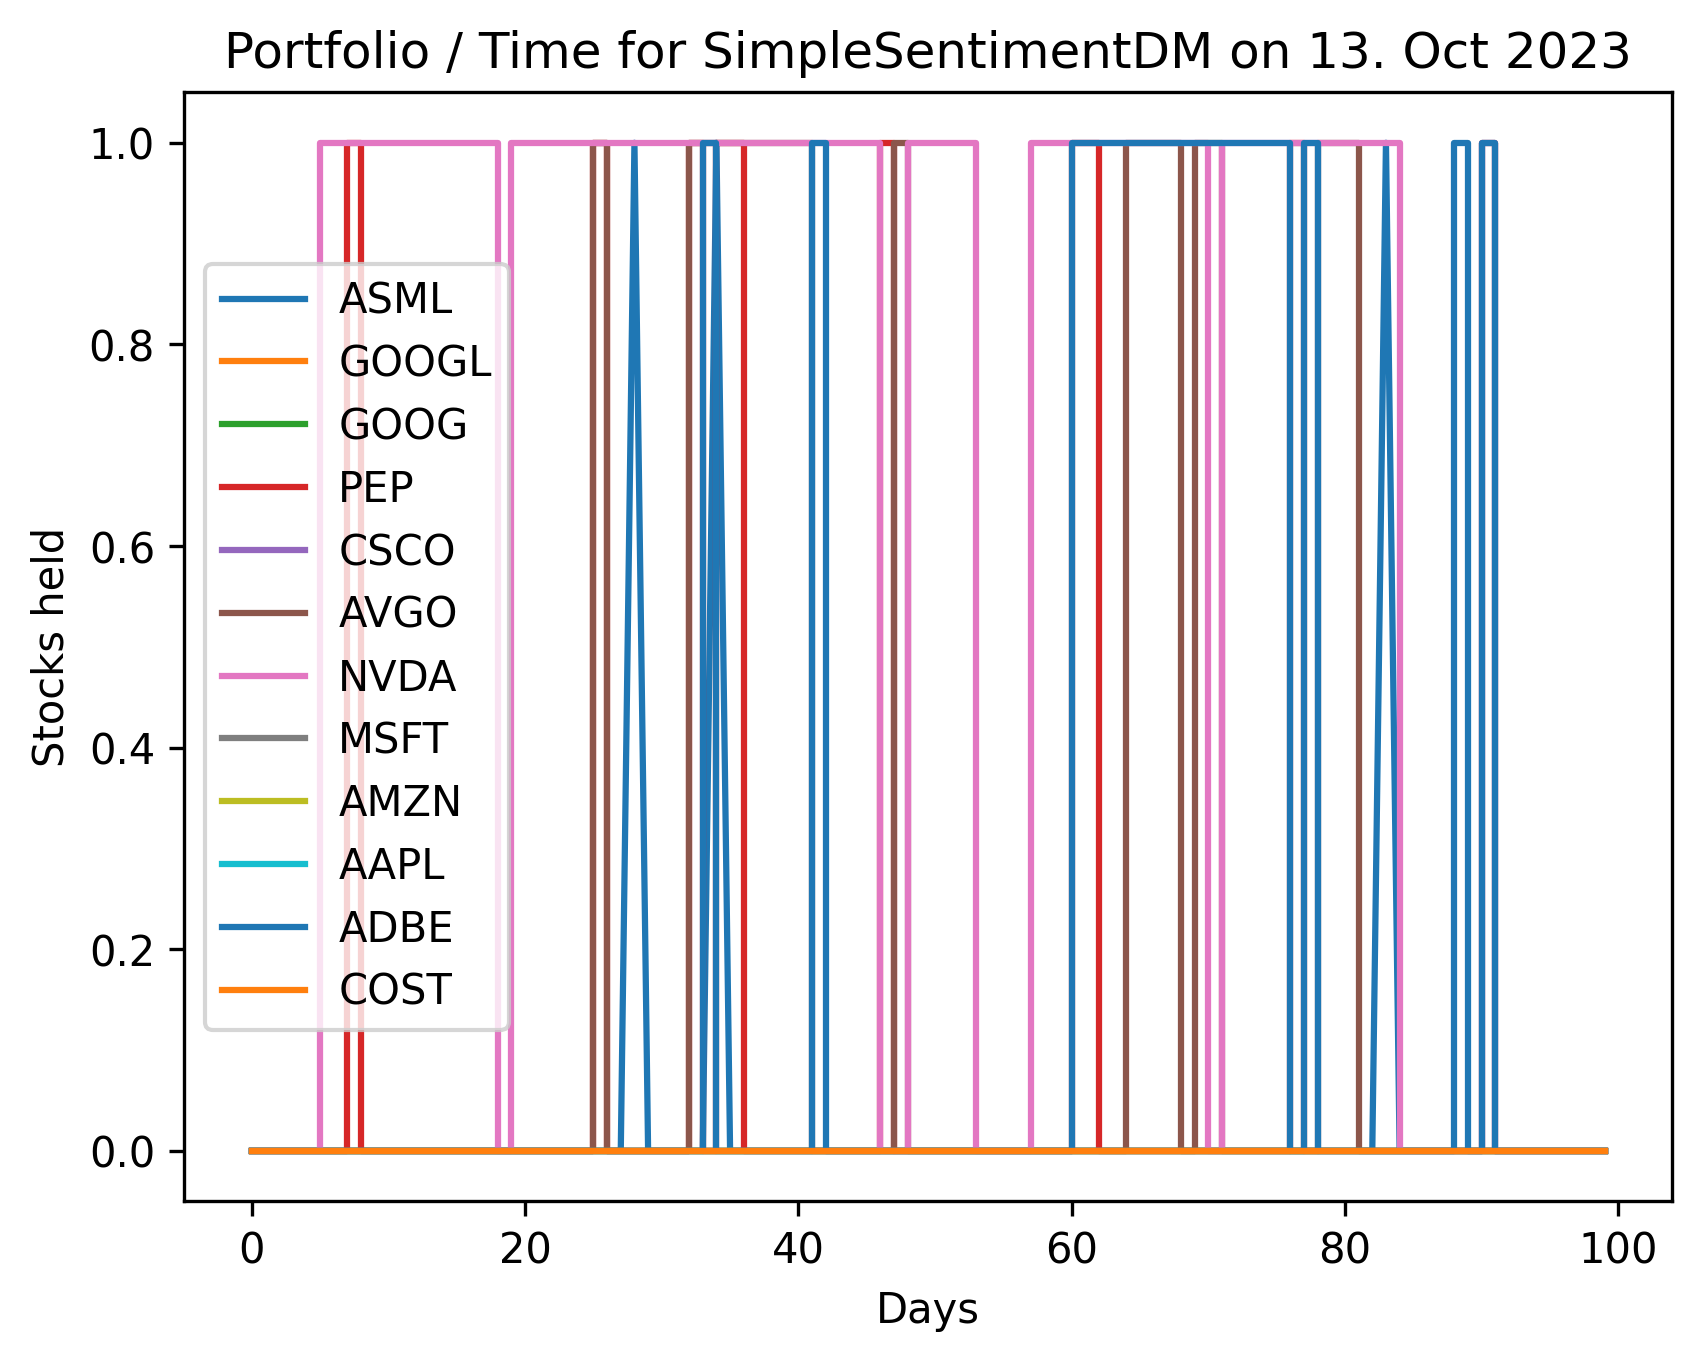 Portfolio / Time for SimpleSentimentDM on 13. Oct 2023
1.0
0.8
0.6
0.4
0.2
0.0
Stocks held
ASML
GOOGL
GOOG
PEP
CSCO
AVGO
NVDA
MSFT
AMZN
AAPL
ADBE
COST
0 20 40 60 80 100
Days